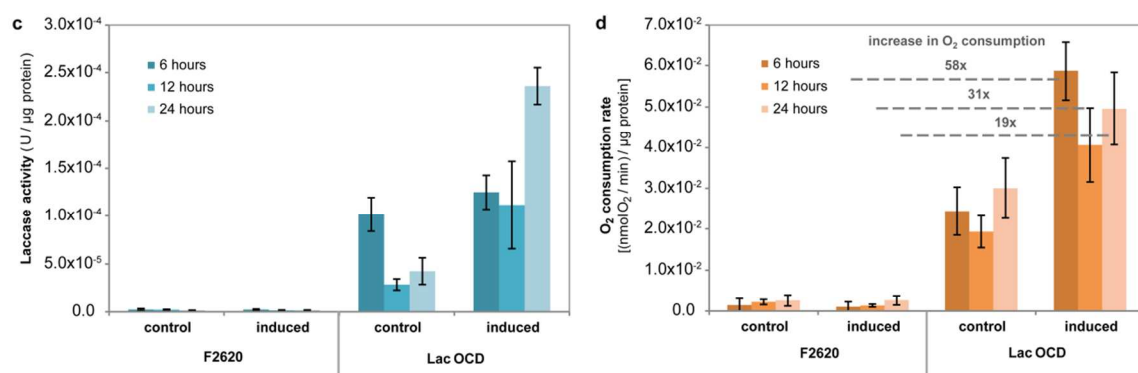 c
Laccase activity (U / µg protein)
3.0x10⁻⁴
2.5x10⁻⁴
2.0x10⁻⁴
1.5x10⁻⁴
1.0x10⁻⁴
5.0x10⁻⁵
0.0
6 hours
12 hours
24 hours
control
induced
control
induced
F2620
Lac OCD
d
O₂ consumption rate
[(nmolO₂ / min) / µg protein]
7.0x10⁻²
6.0x10⁻²
5.0x10⁻²
4.0x10⁻²
3.0x10⁻²
2.0x10⁻²
1.0x10⁻²
0.0
6 hours
12 hours
24 hours
increase in O₂ consumption
58x
31x
19x
control
induced
control
induced
F2620
Lac OCD